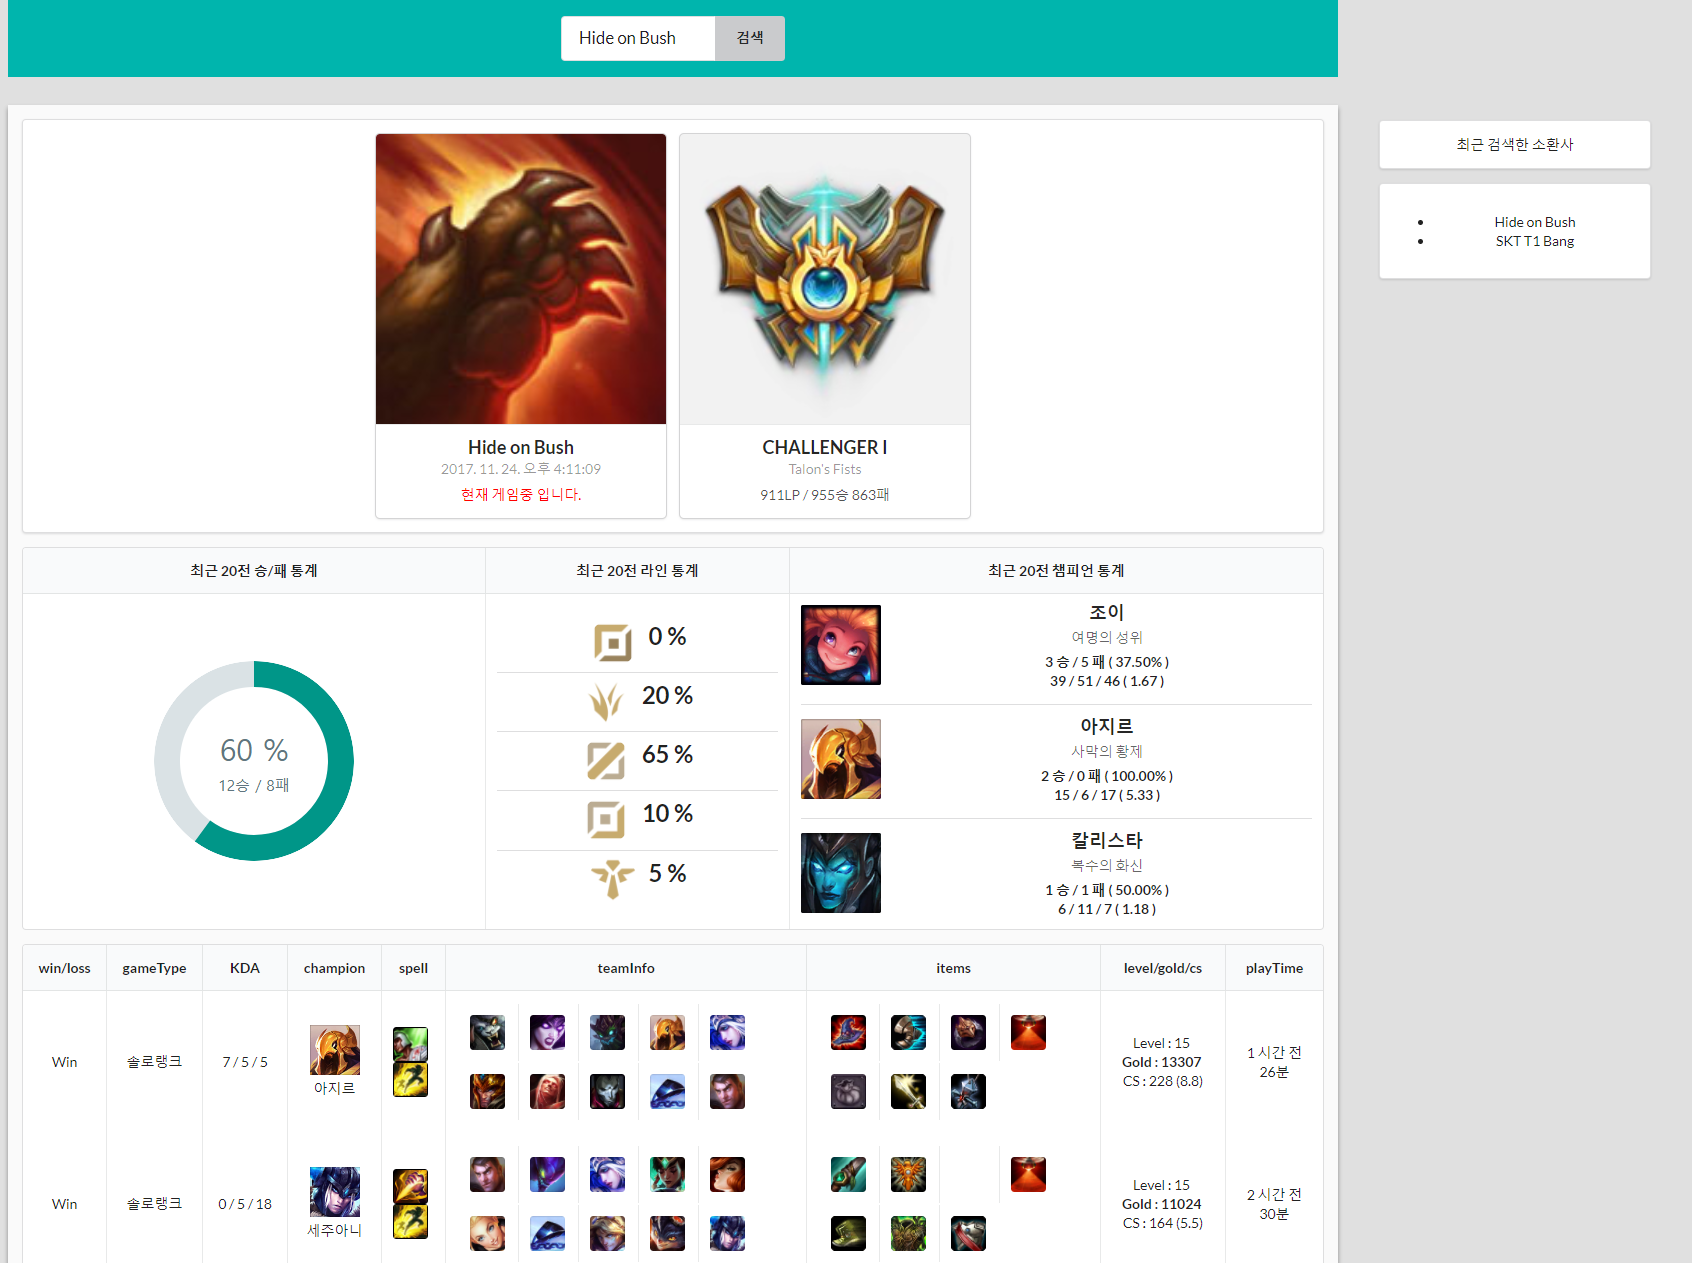 Hide on Bush
검색
최근 검색한 소환사
Hide on Bush
SKT T1 Bang
Hide on Bush
2017. 11. 24. 오후 4:11:09
현재 게임중 입니다.
CHALLENGER I
Talon's Fists
911LP / 955승 863패
최근 20전 승/패 통계
최근 20전 라인 통계
최근 20전 챔피언 통계
60 %
12승 / 8패
0 %
20 %
65 %
10 %
5 %
조이
여명의 성위
3 승 / 5 패 ( 37.50% )
39 / 51 / 46 ( 1.67 )
아지르
사막의 황제
2 승 / 0 패 ( 100.00% )
15 / 6 / 17 ( 5.33 )
칼리스타
복수의 화신
1 승 / 1 패 ( 50.00% )
6 / 11 / 7 ( 1.18 )
win/loss gameType KDA champion spell teamInfo items level/gold/cs playTime
Win
솔로랭크
7 / 5 / 5
아지르
Level : 15
Gold : 13307
CS : 228 (8.8)
1 시간 전
26분
Win
솔로랭크
0 / 5 / 18
세주아니
Level : 15
Gold : 11024
CS : 164 (5.5)
2 시간 전
30분